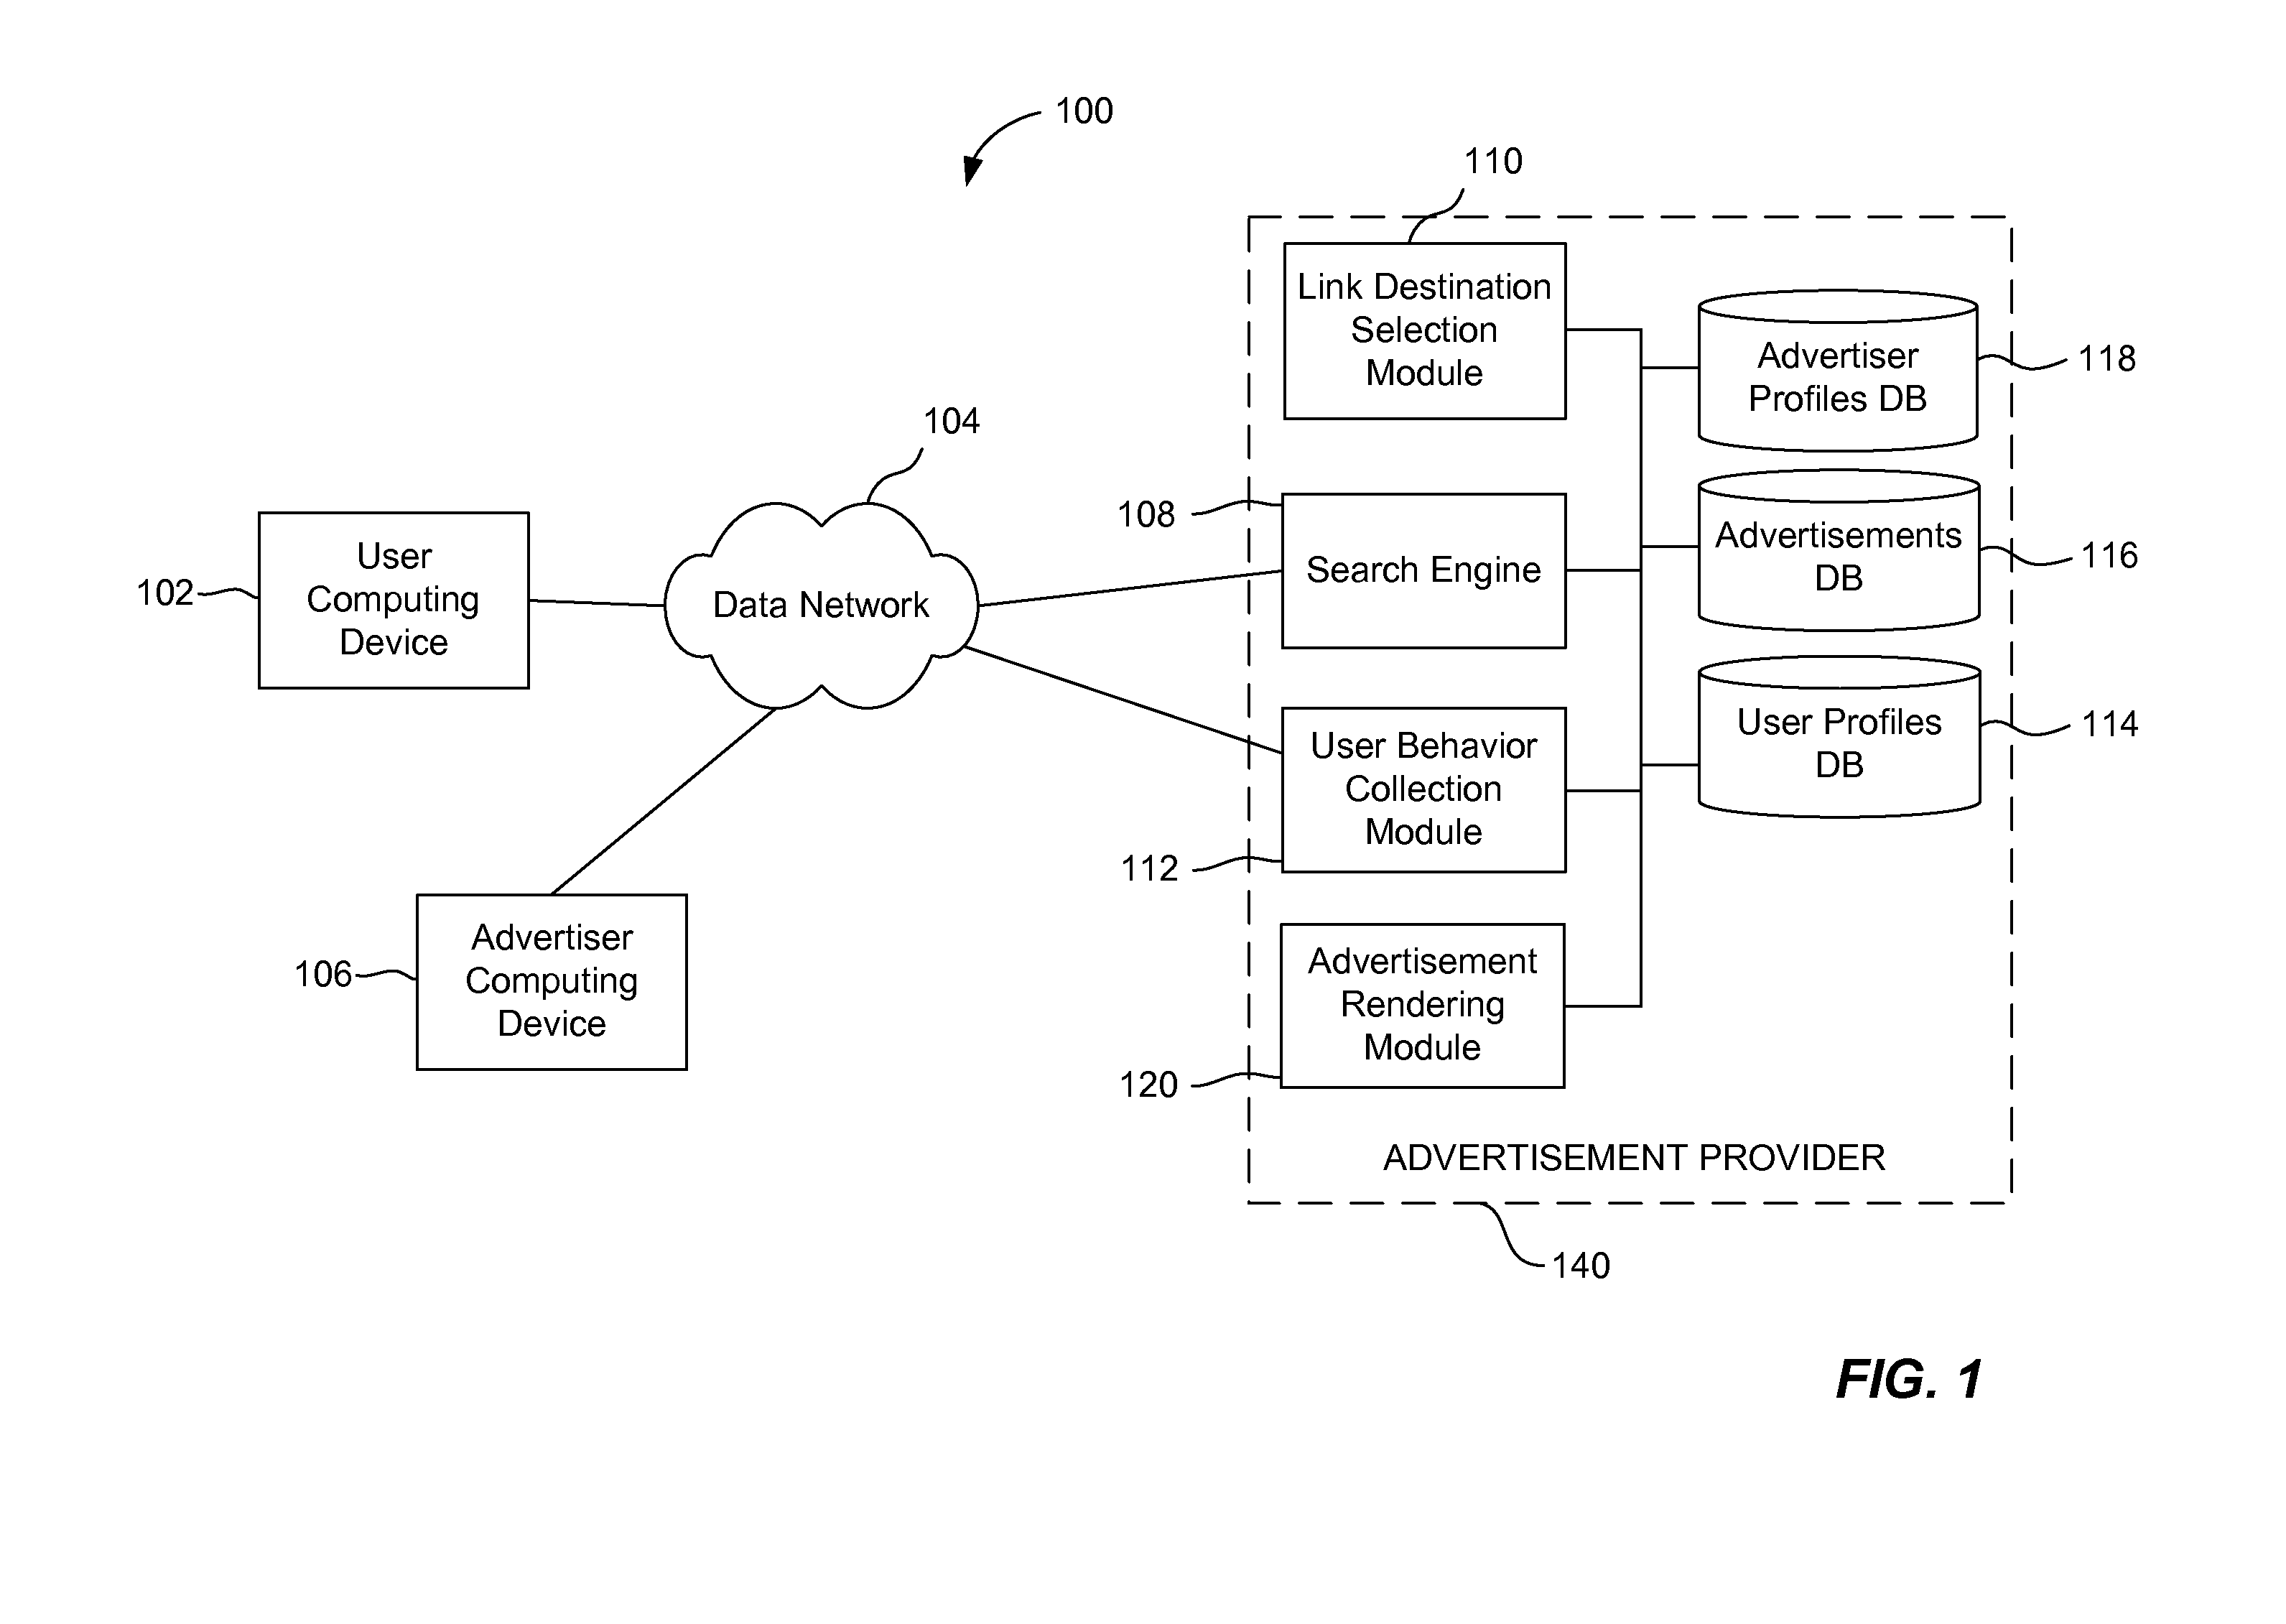 100
110
Link Destination
Selection
Module
Advertiser
Profiles DB
118
104
108
Search Engine
Advertisements
DB
116
102
User
Computing
Device
Data Network
User Behavior
Collection
Module
112
User Profiles
DB
114
106
Advertiser
Computing
Device
Advertisement
Rendering
Module
120
ADVERTISEMENT PROVIDER
140
FIG. 1